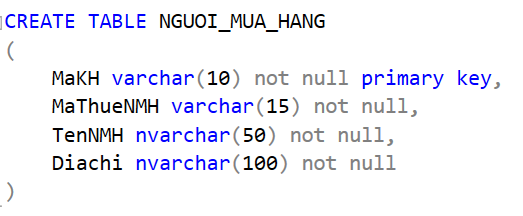 CREATE TABLE NGUOI_MUA_HANG
(
    MaKH varchar(10) not null primary key,
    MaThueNMH varchar(15) not null,
    TenNMH nvarchar(50) not null,
    Diachi nvarchar(100) not null
)